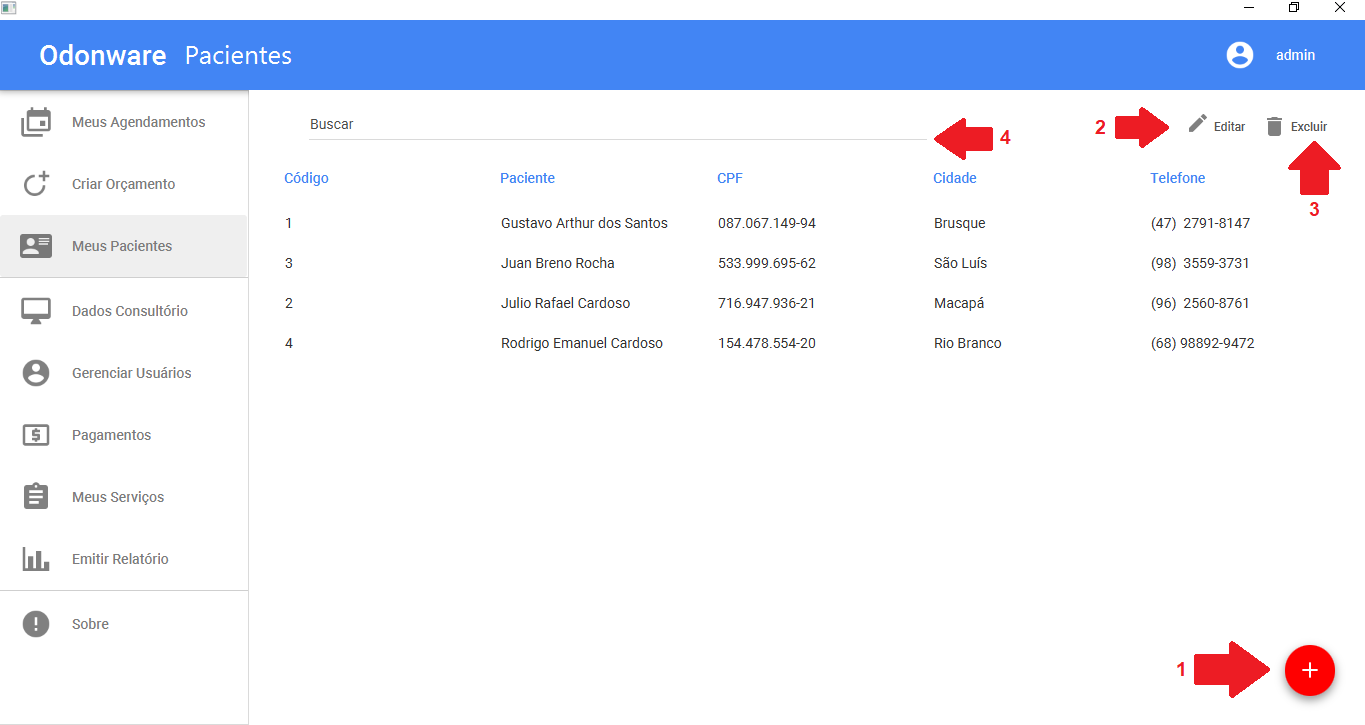 Odonware Pacientes
admin
Meus Agendamentos
Criar Orçamento
Meus Pacientes
Dados Consultório
Gerenciar Usuários
Pagamentos
Meus Serviços
Emitir Relatório
Sobre
Buscar
4
2
Editar
Excluir
3
Código Paciente CPF Cidade Telefone
1 Gustavo Arthur dos Santos 087.067.149-94 Brusque (47) 2791-8147
3 Juan Breno Rocha 533.999.695-62 São Luís (98) 3559-3731
2 Julio Rafael Cardoso 716.947.936-21 Macapá (96) 2560-8761
4 Rodrigo Emanuel Cardoso 154.478.554-20 Rio Branco (68) 98892-9472
1